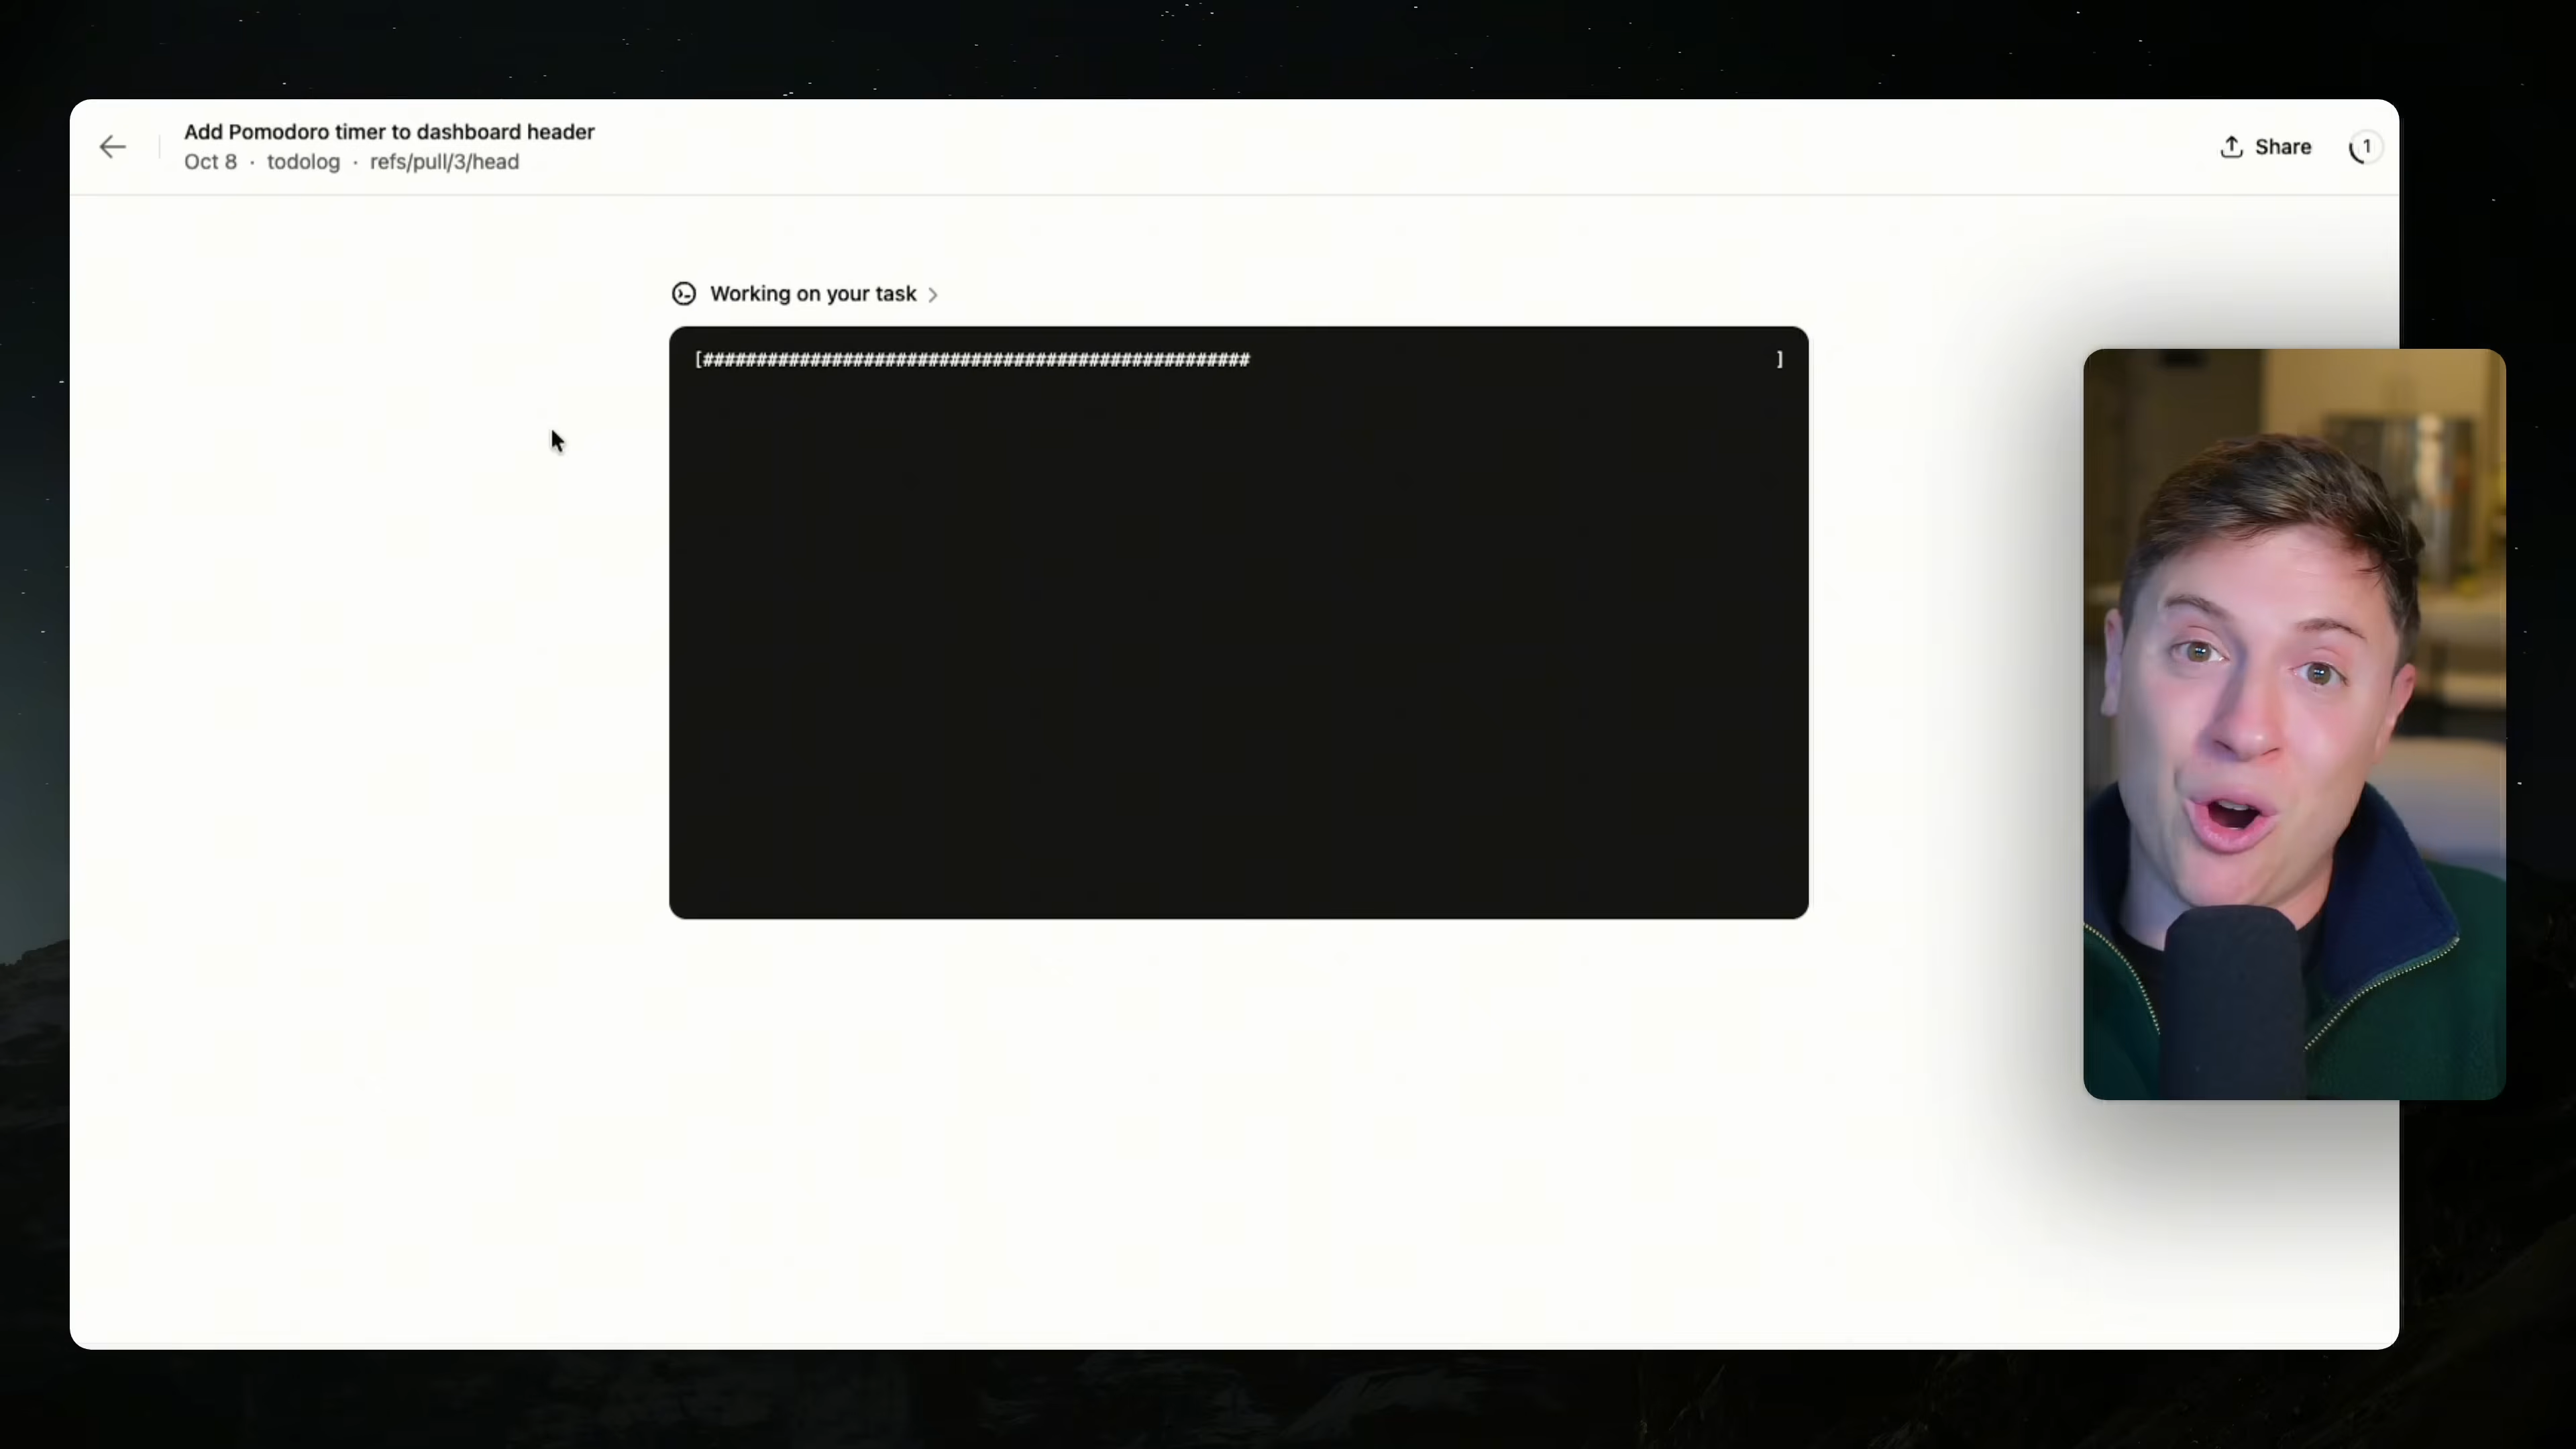 Add Pomodoro timer to dashboard header
Oct 8 · todolog · refs/pull/3/head
Share
1
Working on your task
[################################################### ]